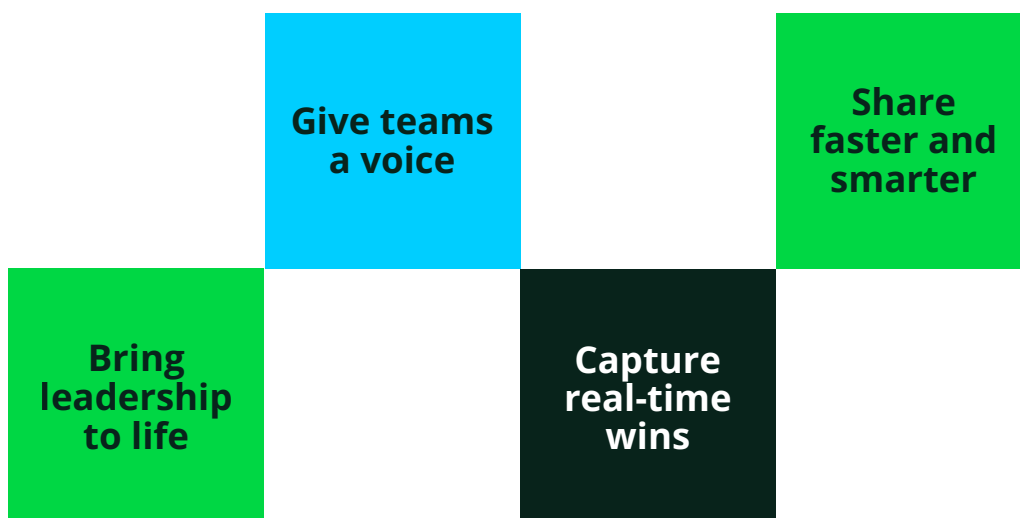 Give teams
a voice
Share
faster and
smarter
Bring
leadership
to life
Capture
real-time
wins